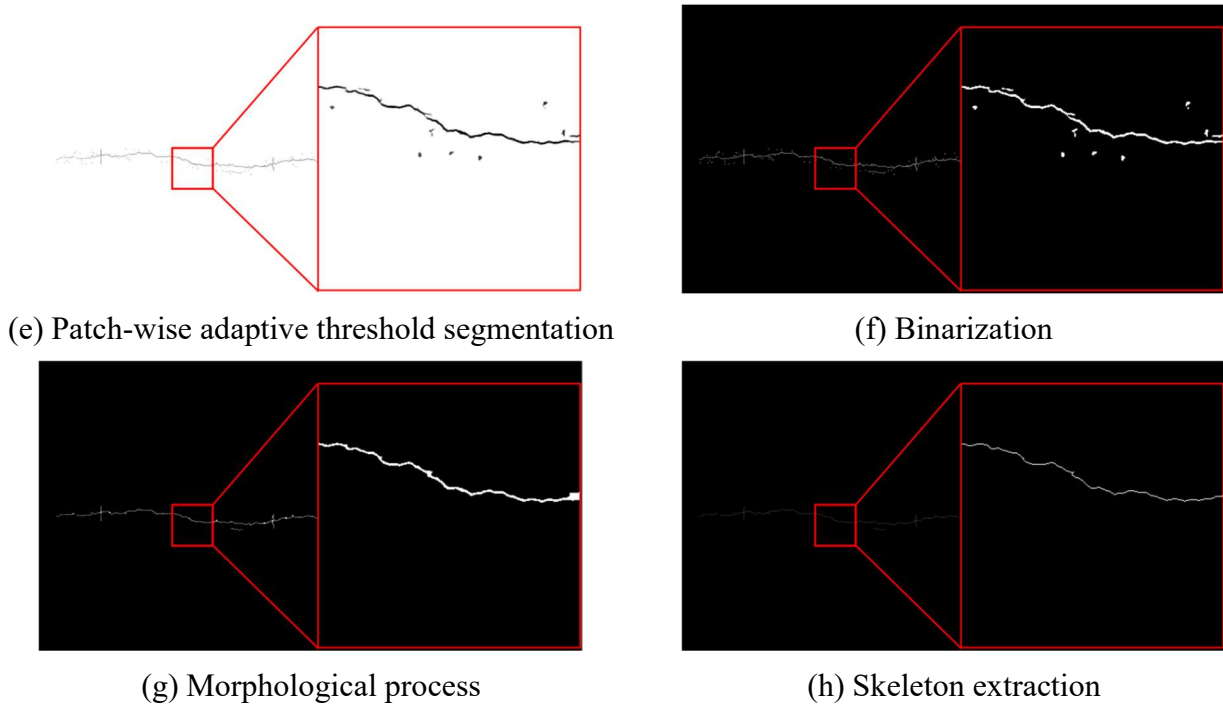 (e) Patch-wise adaptive threshold segmentation
(f) Binarization
(g) Morphological process
(h) Skeleton extraction